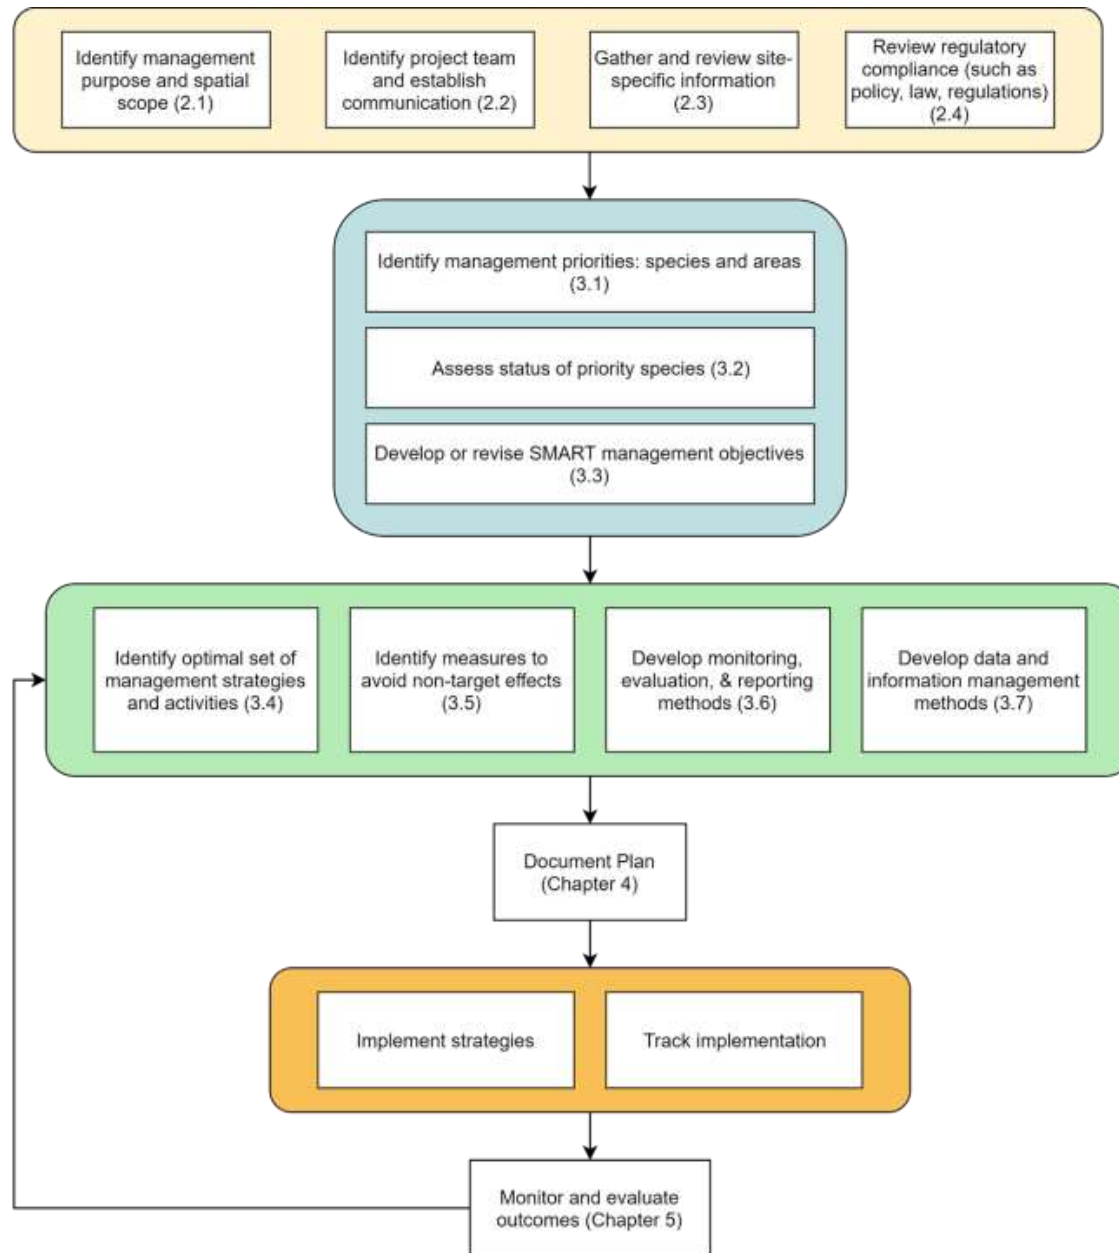 Identify management
purpose and spatial
scope (2.1)
Identify project team
and establish
communication (2.2)
Gather and review site-
specific information
(2.3)
Review regulatory
compliance (such as
policy, law, regulations)
(2.4)
Identify management priorities: species and areas
(3.1)
Assess status of priority species (3.2)
Develop or revise SMART management objectives
(3.3)
Identify optimal set of
management strategies
and activities (3.4)
Identify measures to
avoid non-target effects
(3.5)
Develop monitoring,
evaluation, & reporting
methods (3.6)
Develop data and
information management
methods (3.7)
Document Plan
(Chapter 4)
Implement strategies
Track implementation
Monitor and evaluate
outcomes (Chapter 5)